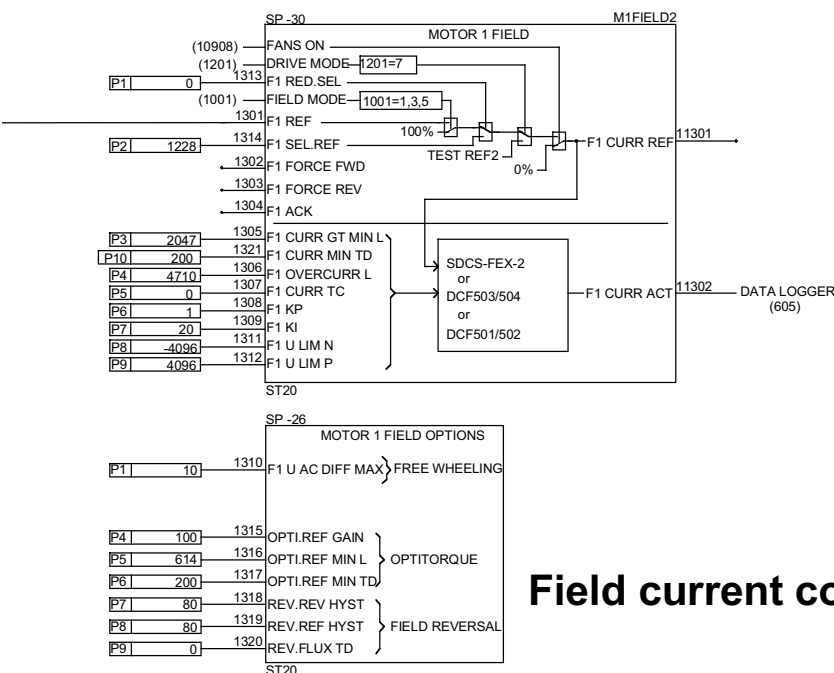 SP -30 M1FIELD2
MOTOR 1 FIELD
(10908) FANS ON
(1201) DRIVE MODE 1201=7
P1 0 1313 F1 RED.SEL
(1001) FIELD MODE 1001=1,3,5
1301 F1 REF
100%
P2 1228 1314 F1 SEL.REF
TEST REF2
0%
F1 CURR REF 11301
1302 F1 FORCE FWD
1303 F1 FORCE REV
1304 F1 ACK
P3 2047 1305 F1 CURR GT MIN L
P10 200 1321 F1 CURR MIN TD
P4 4710 1306 F1 OVERCURR L
P5 0 1307 F1 CURR TC
P6 1 1308 F1 KP
P7 20 1309 F1 KI
P8 -4096 1311 F1 U LIM N
P9 4096 1312 F1 U LIM P
SDCS-FEX-2
or
DCF503/504
or
DCF501/502
F1 CURR ACT 11302 DATA LOGGER
(605)
ST20
SP -26
MOTOR 1 FIELD OPTIONS
P1 10 1310 F1 U AC DIFF MAX FREE WHEELING
P4 100 1315 OPTI.REF GAIN
P5 614 1316 OPTI.REF MIN L OPTITORQUE
P6 200 1317 OPTI.REF MIN TD
P7 80 1318 REV.REV HYST
P8 80 1319 REV.REF HYST FIELD REVERSAL
P9 0 1320 REV.FLUX TD
ST20
Field current co